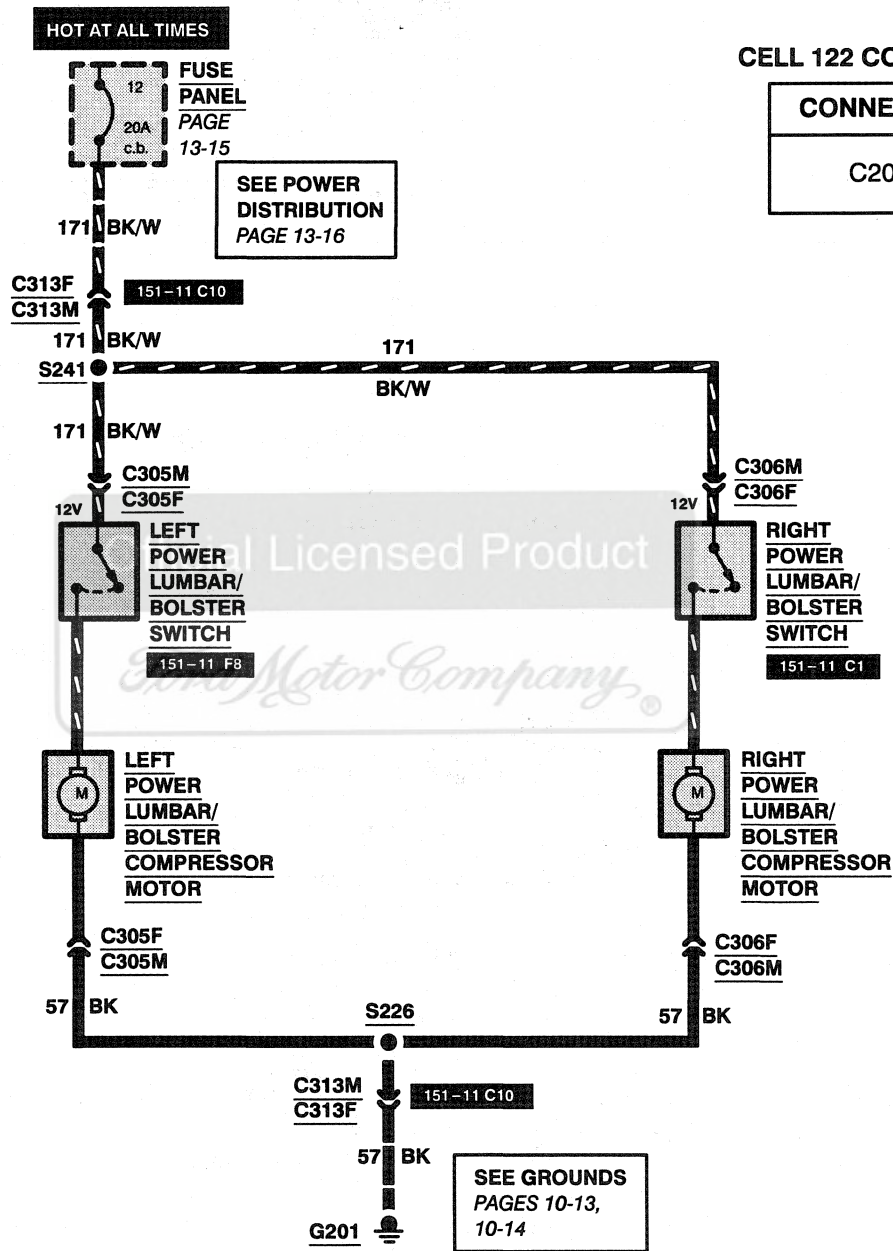 HOT AT ALL TIMES
CELL 122 CO
CONNE
C20
12
20A
c.b.
FUSE
PANEL
PAGE
13-15
SEE POWER
DISTRIBUTION
PAGE 13-16
171 BK/W
C313F
C313M
151–11 C10
171 BK/W
S241
171
BK/W
171 BK/W
C305M
C305F
C306M
C306F
12V
LEFT
POWER
LUMBAR/
BOLSTER
SWITCH
151–11 F8
12V
RIGHT
POWER
LUMBAR/
BOLSTER
SWITCH
151–11 C1
Official Licensed Product
Ford Motor Company ®
M
LEFT
POWER
LUMBAR/
BOLSTER
COMPRESSOR
MOTOR
M
RIGHT
POWER
LUMBAR/
BOLSTER
COMPRESSOR
MOTOR
C305F
C305M
C306F
C306M
57 BK
S226
57 BK
C313M
C313F
151–11 C10
57 BK
SEE GROUNDS
PAGES 10-13,
10-14
G201